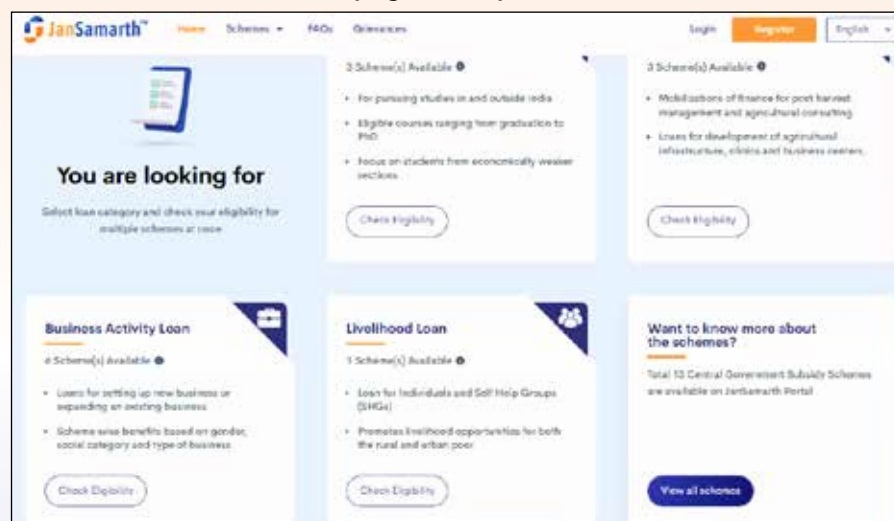 JanSamarth™ Home Schemes FAQs Grievances Login Register English
You are looking for
Select loan category and check your eligibility for
multiple schemes at once
3 Scheme(s) Available
• For pursuing studies in and outside India
• Eligible courses ranging from graduation to
PhD
• Focus on students from economically weaker
sections
Check Eligibility
3 Scheme(s) Available
• Mobilizations of finance for post harvest
management and agricultural consulting
• Loans for development of agricultural
infrastructure, clinics and business centers.
Check Eligibility
Business Activity Loan
6 Scheme(s) Available
• Loans for setting up new business or
expanding an existing business
• Scheme wise benefits based on gender,
social category and type of business
Check Eligibility
Livelihood Loan
1 Scheme(s) Available
• Loan for Individuals and Self Help Groups
(SHGs)
• Promotes livelihood opportunities for both
the rural and urban poor
Check Eligibility
Want to know more about
the schemes?
Total 13 Central Government Subsidy Schemes
are available on JanSamarth Portal
View all schemes